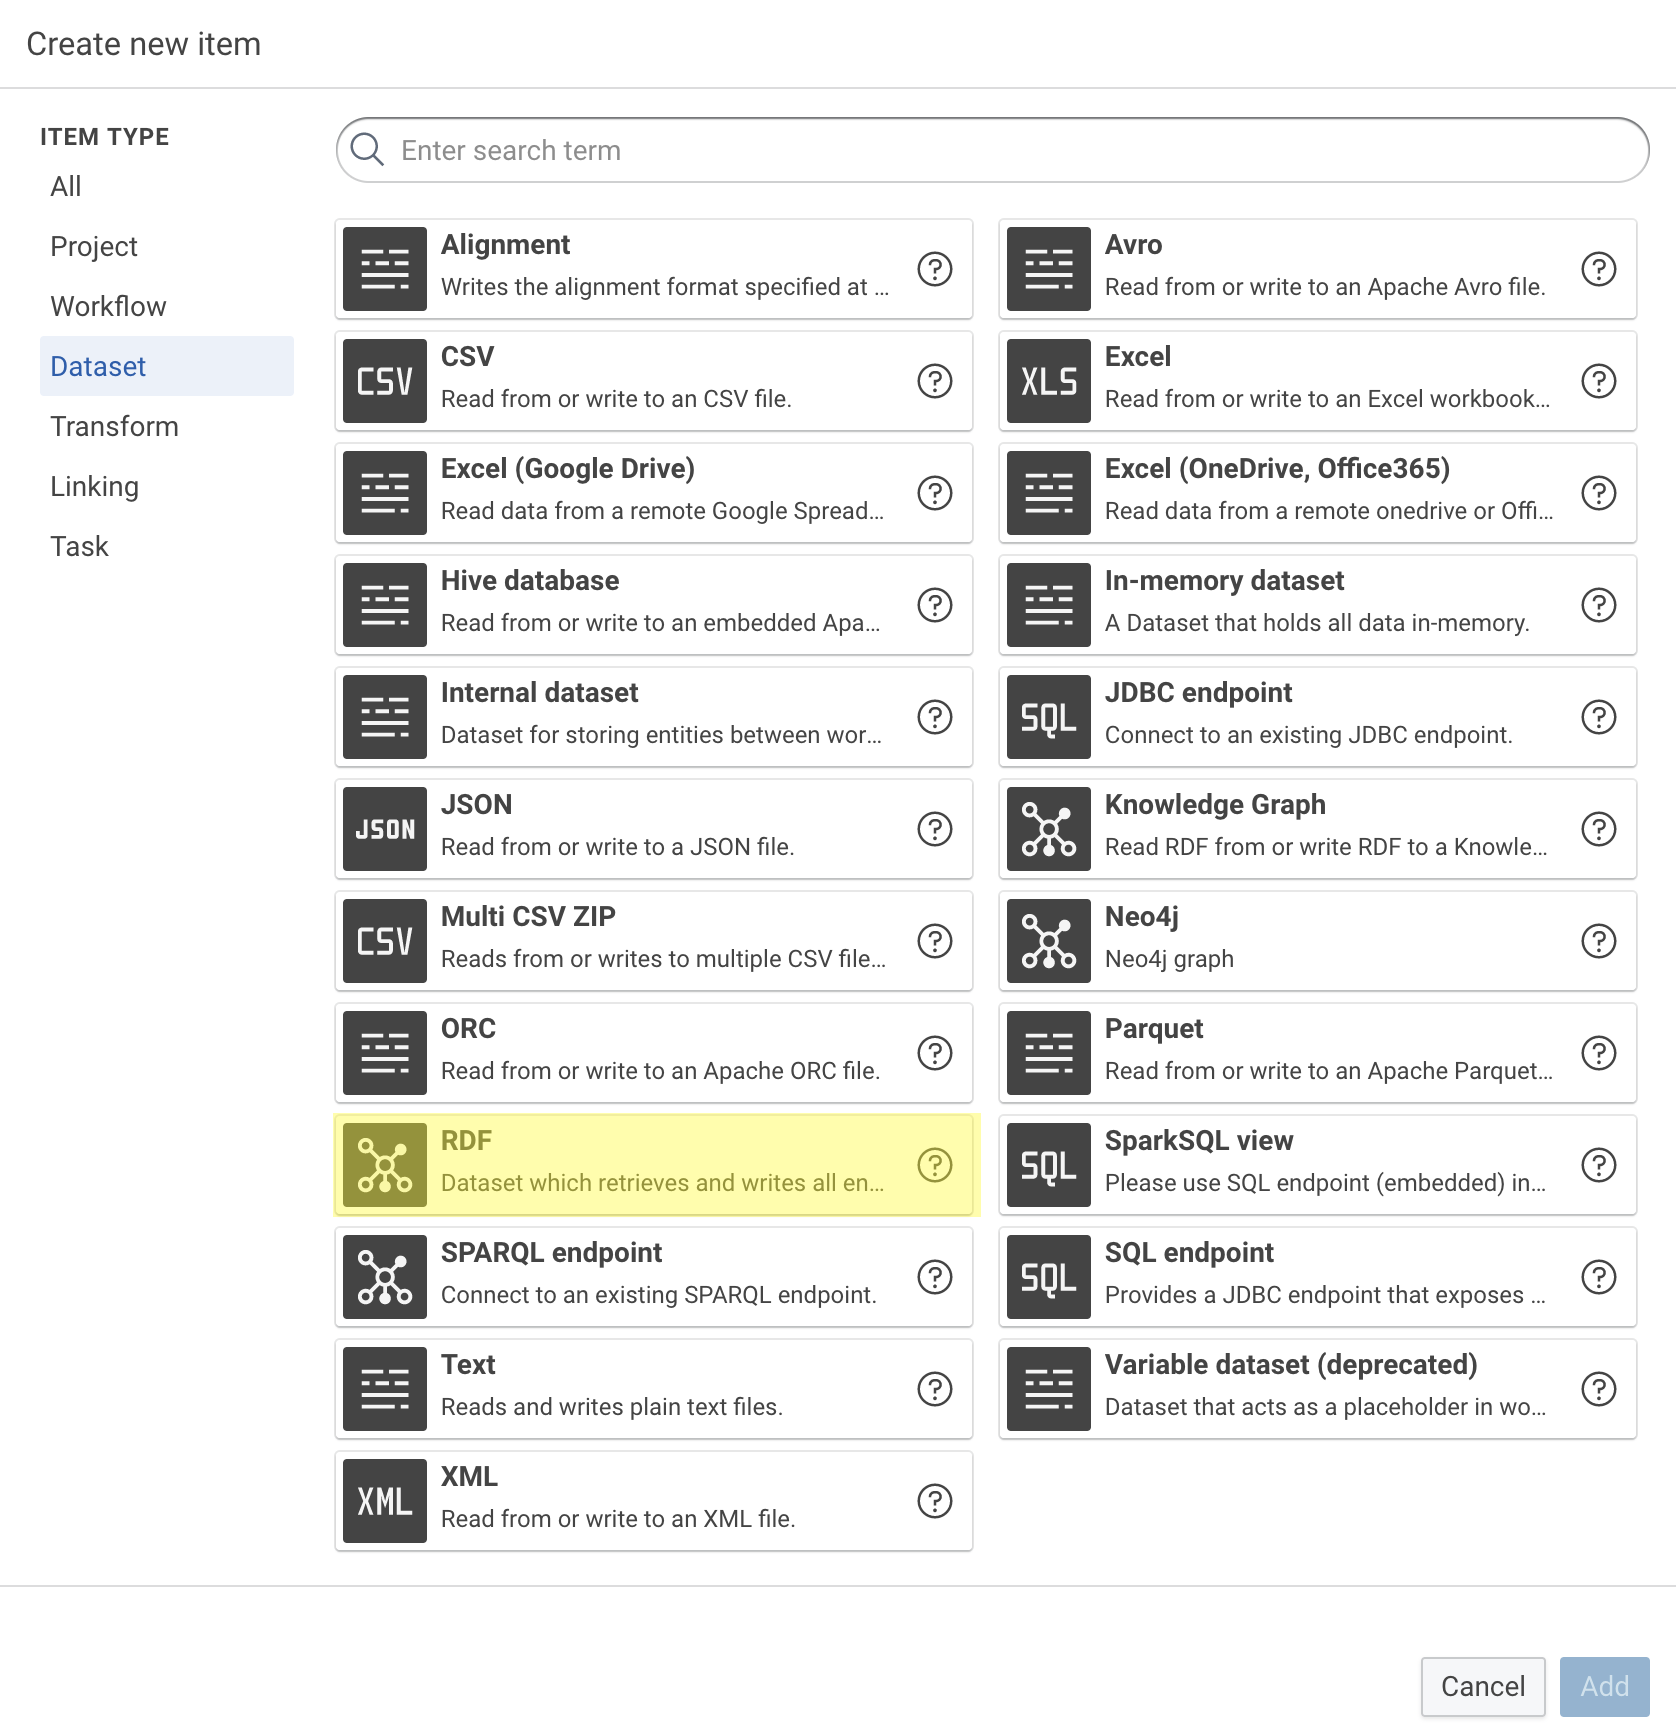 Create new item
ITEM TYPE
All
Project
Workflow
Dataset
Transform
Linking
Task
Enter search term
Alignment
Writes the alignment format specified at ...
Avro
Read from or write to an Apache Avro file.
CSV
CSV
Read from or write to an CSV file.
XLS
Excel
Read from or write to an Excel workbook...
Excel (Google Drive)
Read data from a remote Google Spread...
Excel (OneDrive, Office365)
Read data from a remote onedrive or Offi...
Hive database
Read from or write to an embedded Apa...
In-memory dataset
A Dataset that holds all data in-memory.
Internal dataset
Dataset for storing entities between wor...
SQL
JDBC endpoint
Connect to an existing JDBC endpoint.
JSON
JSON
Read from or write to a JSON file.
Knowledge Graph
Read RDF from or write RDF to a Knowle...
CSV
Multi CSV ZIP
Reads from or writes to multiple CSV file...
Neo4j
Neo4j graph
ORC
Read from or write to an Apache ORC file.
Parquet
Read from or write to an Apache Parquet...
RDF
Dataset which retrieves and writes all en...
SQL
SparkSQL view
Please use SQL endpoint (embedded) in...
SPARQL endpoint
Connect to an existing SPARQL endpoint.
SQL
SQL endpoint
Provides a JDBC endpoint that exposes ...
Text
Reads and writes plain text files.
Variable dataset (deprecated)
Dataset that acts as a placeholder in wo...
XML
XML
Read from or write to an XML file.
Cancel
Add